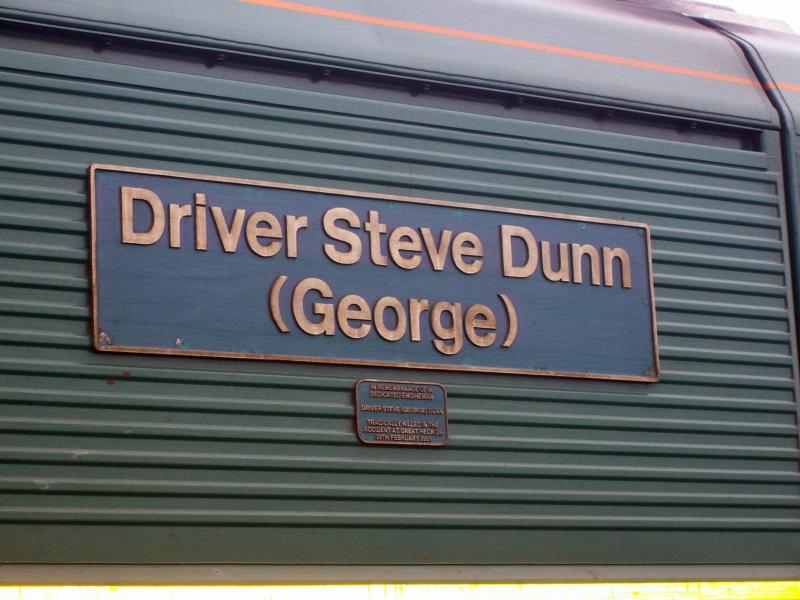 Driver Steve Dunn
(George)
IN REMEMBRANCE OF A
DEDICATED ENGINEMAN
DRIVER STEVE (GEORGE) DUNN
TRAGICALLY KILLED IN THE
ACCIDENT AT GREAT HECK ON
28TH FEBRUARY 2001